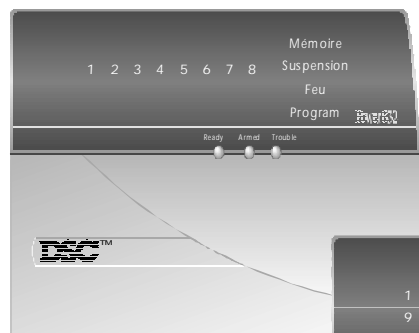 Mémoire
1 2 3 4 5 6 7 8 Suspension
Feu
Program
Ready Armed Trouble
DSC™
1
9